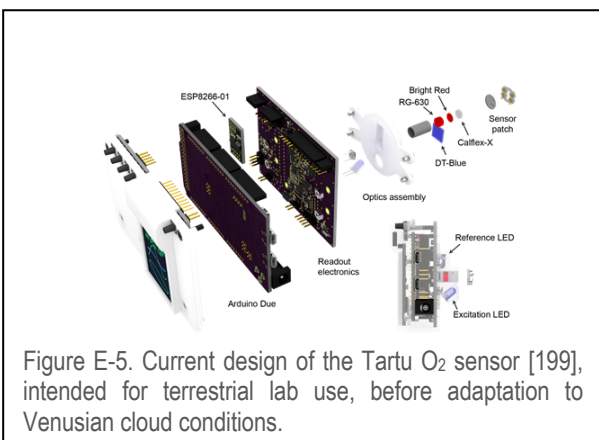 ESP8266-01
Bright Red
RG-630
Calflex-X
Sensor
patch
DT-Blue
Optics assembly
Readout
electronics
Arduino Due
Reference LED
Excitation LED
Figure E-5. Current design of the Tartu O₂ sensor [199],
intended for terrestrial lab use, before adaptation to
Venusian cloud conditions.